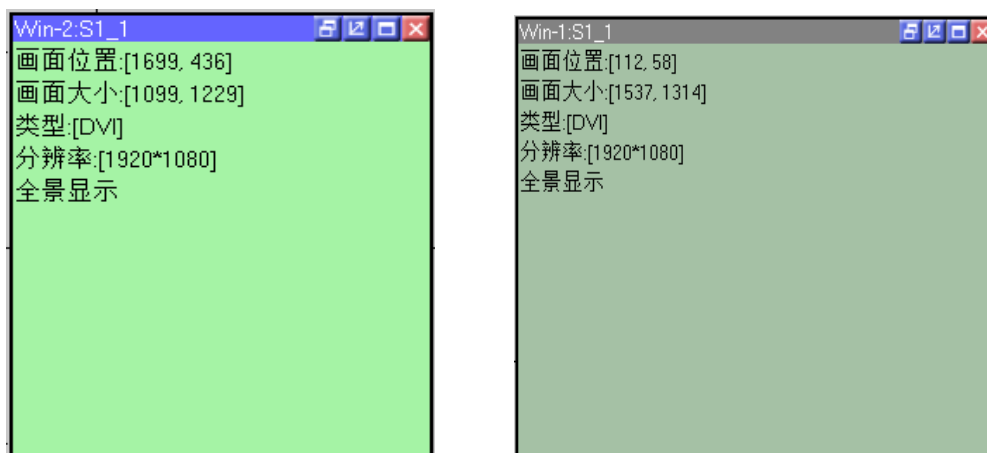 Win-2:S1_1
画面位置:[1699, 436]
画面大小:[1099, 1229]
类型:[DVI]
分辨率:[1920*1080]
全景显示
Win-1:S1_1
画面位置:[112, 58]
画面大小:[1537, 1314]
类型:[DVI]
分辨率:[1920*1080]
全景显示